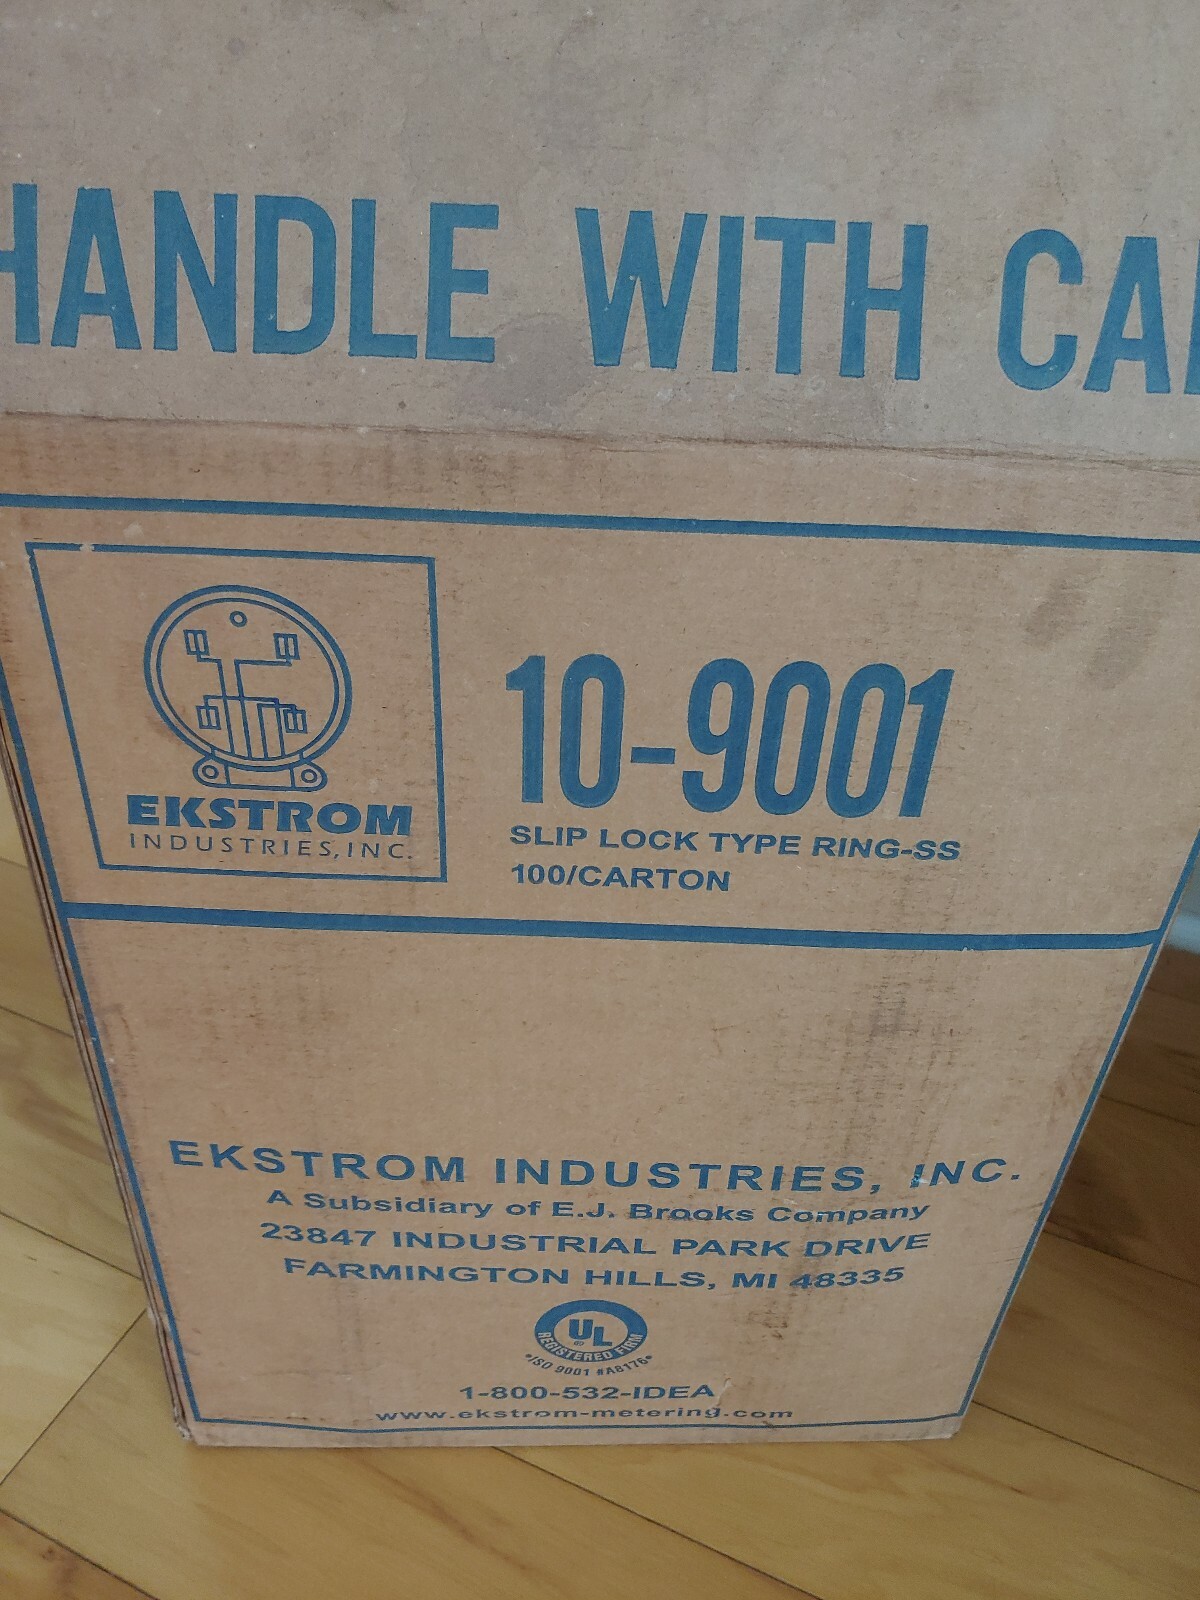 HANDLE WITH CA
EKSTROM
INDUSTRIES, INC.
10-9001
SLIP LOCK TYPE RING-SS
100/CARTON
EKSTROM INDUSTRIES, INC.
A Subsidiary of E.J. Brooks Company
23847 INDUSTRIAL PARK DRIVE
FARMINGTON HILLS, MI 48335
UL
®
REGISTERED FIRM
•ISO 9001 #A8176•
1-800-532-IDEA
www.ekstrom-metering.com